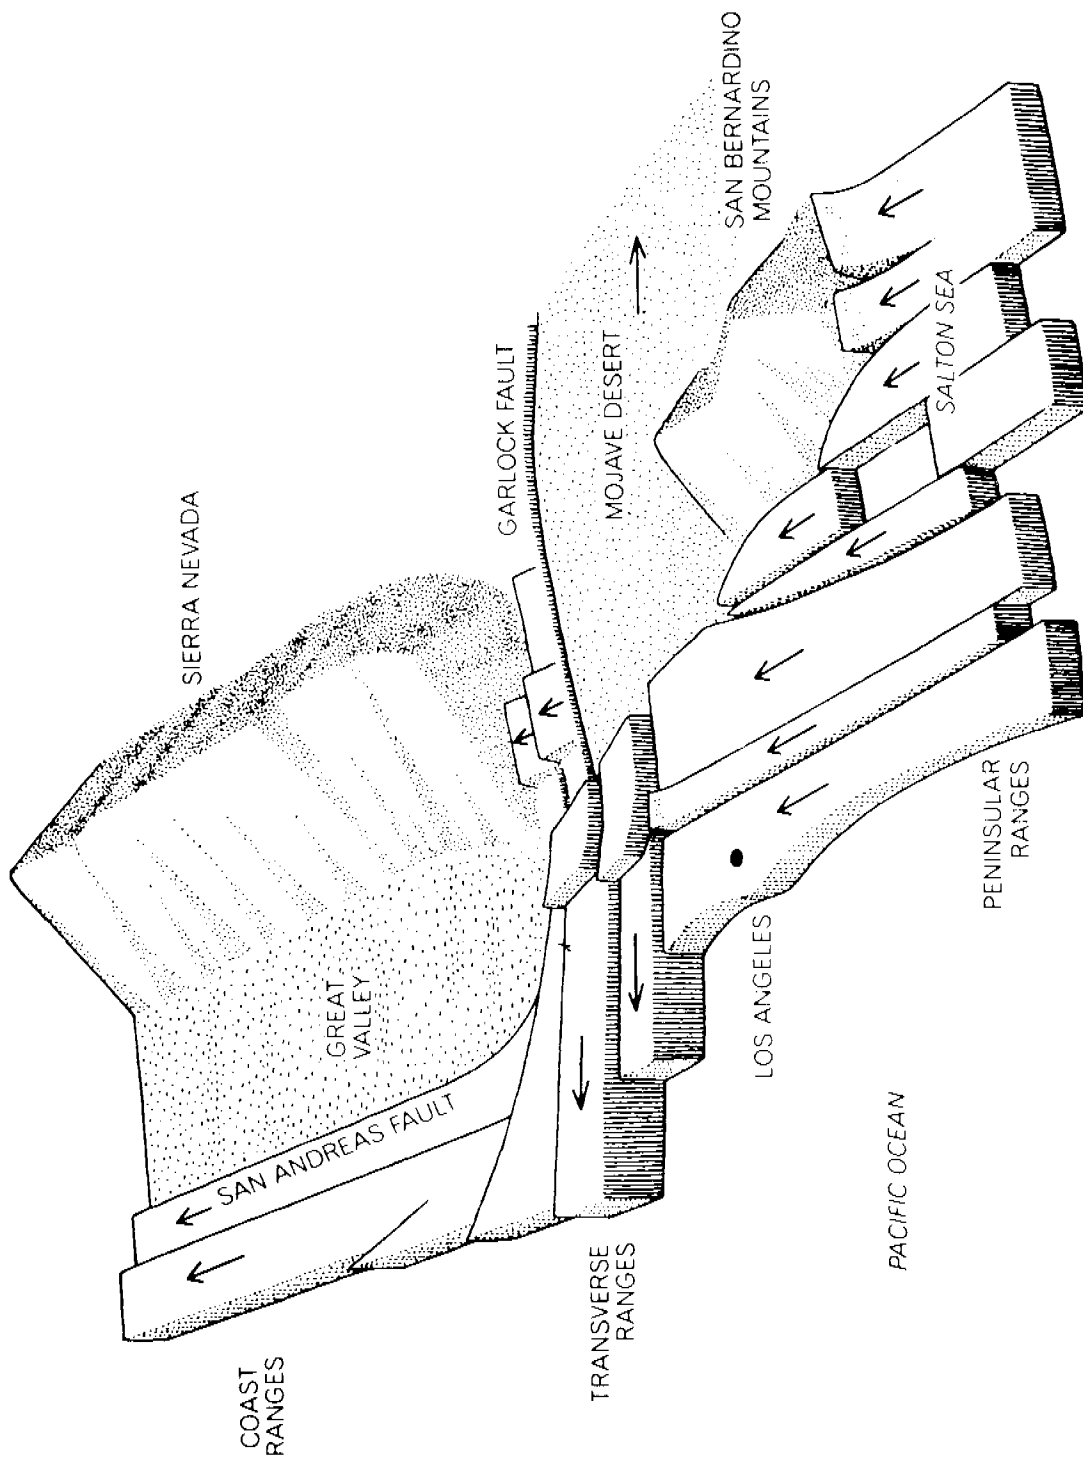 COAST
RANGES
SAN ANDREAS FAULT
GREAT
VALLEY
SIERRA NEVADA
TRANSVERSE
RANGES
GARLOCK FAULT
MOJAVE DESERT
SAN BERNARDINO
MOUNTAINS
LOS ANGELES
PACIFIC OCEAN
SALTON SEA
PENINSULAR
RANGES